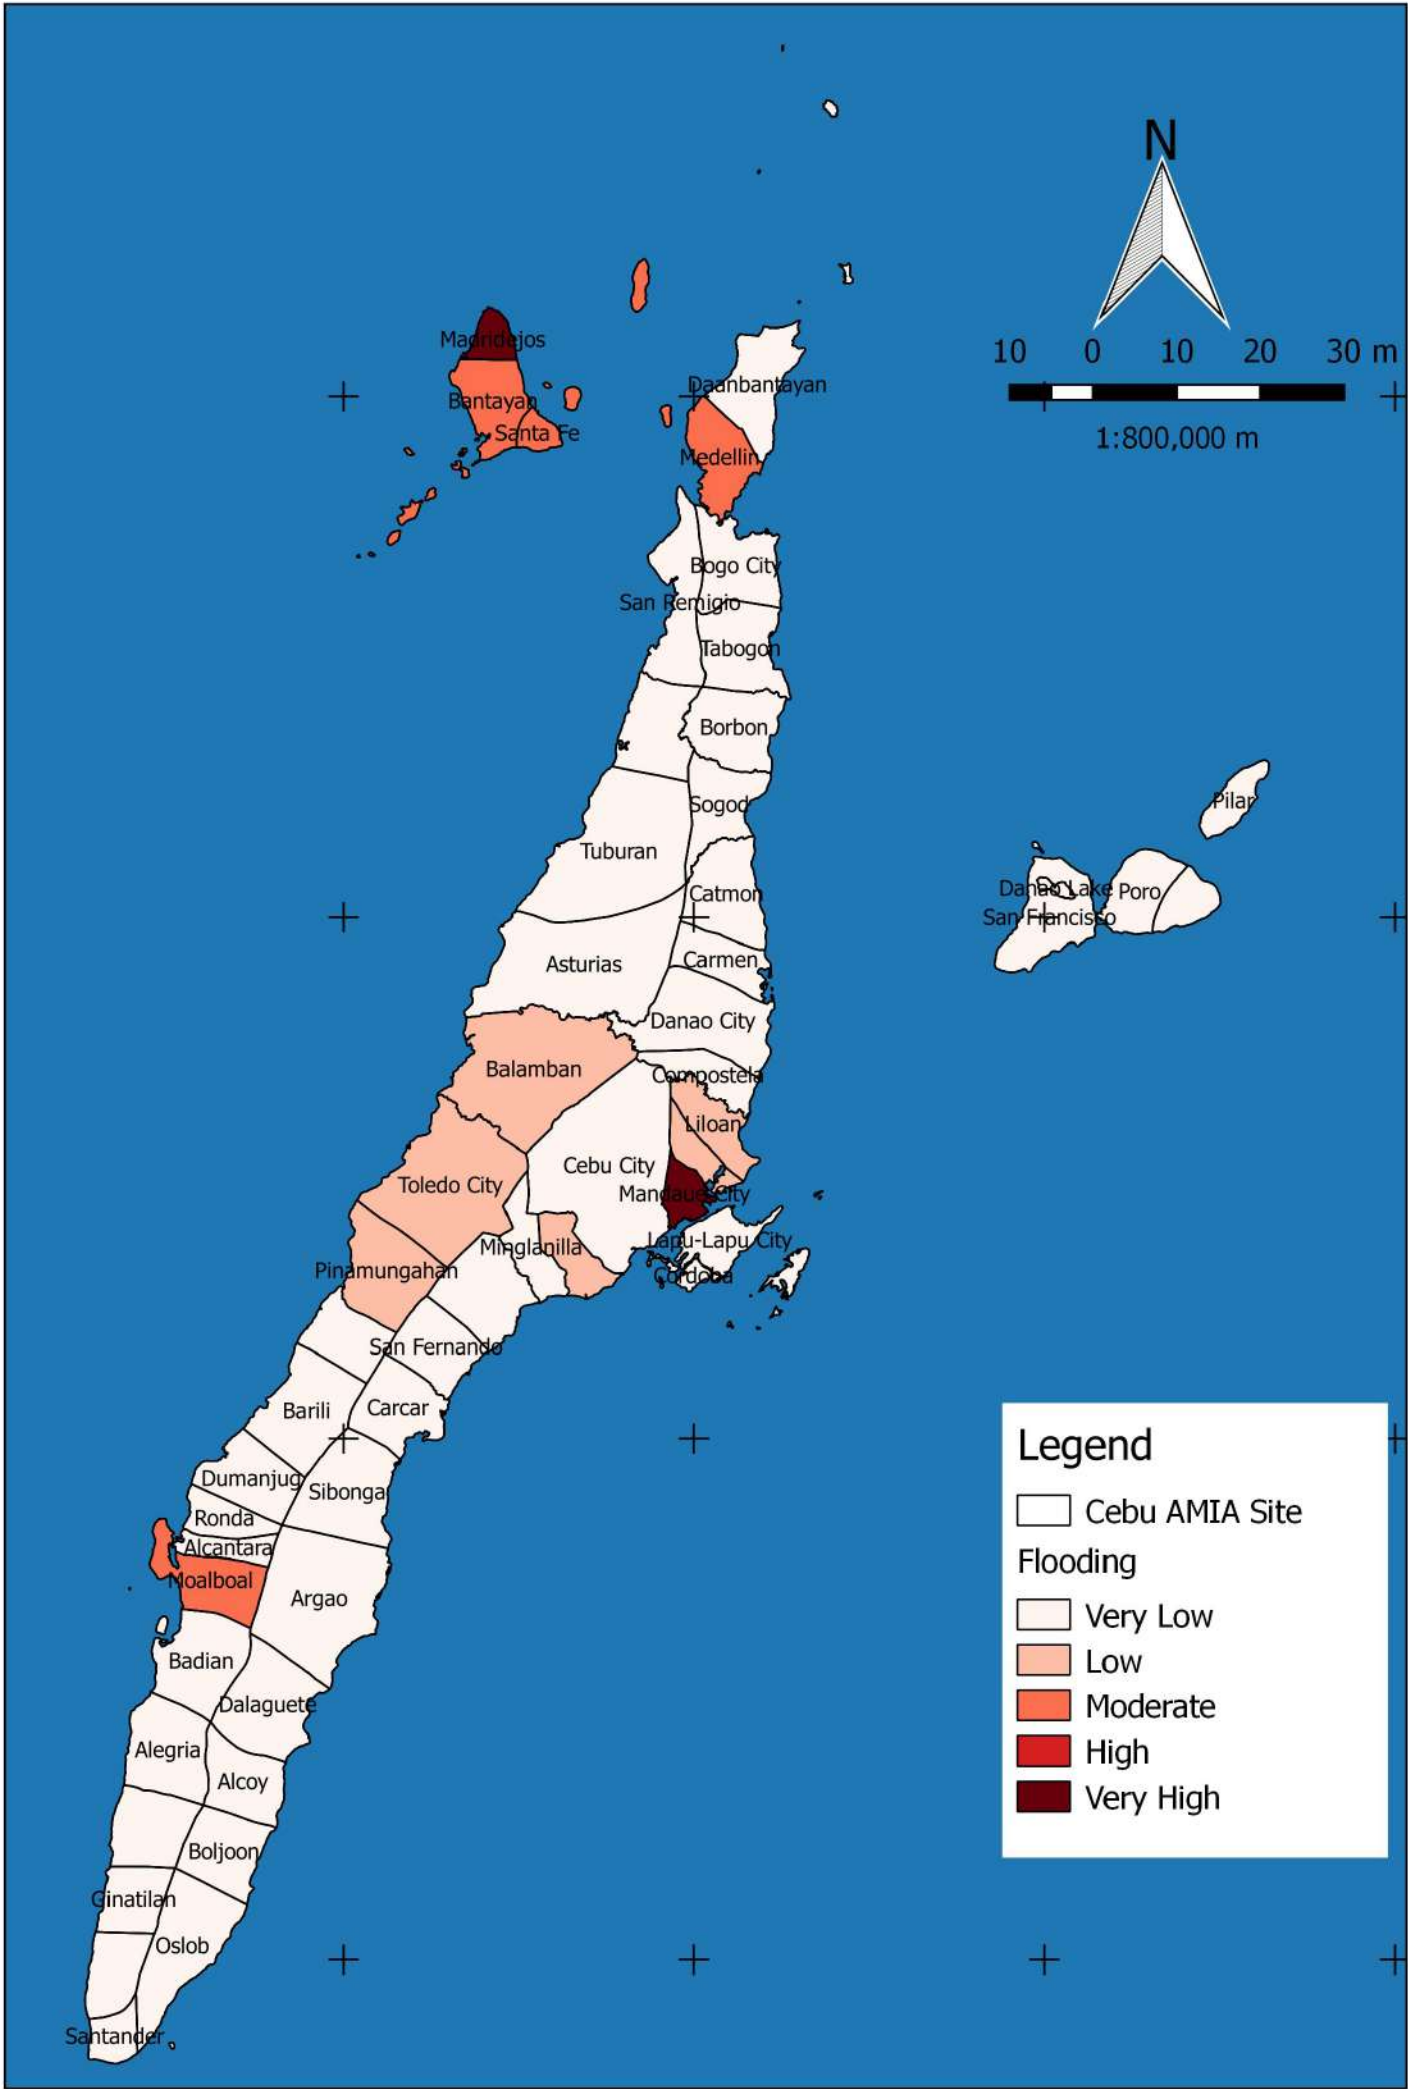 N
10 0 10 20 30 m
1:800,000 m
Madridejos
Bantayan
Santa Fe
Daanbantayan
Medellin
Bogo City
San Remigio
Tabogon
Borbon
Sogod
Tuburan
Catmon
Pilar
Danao Lake
Poro
San Francisco
Asturias
Carmen
Danao City
Balamban
Compostela
Liloan
Cebu City
Toledo City
Mandaue City
Lapu-Lapu City
Minglanilla
Pinamungahan
Cordoba
San Fernando
Barili
Carcar
Dumanjug
Sibonga
Ronda
Alcantara
Moalboal
Argao
Badian
Dalaguete
Alegria
Alcoy
Boljoon
Ginatilan
Oslob
Santander
Legend
Cebu AMIA Site
Flooding
Very Low
Low
Moderate
High
Very High